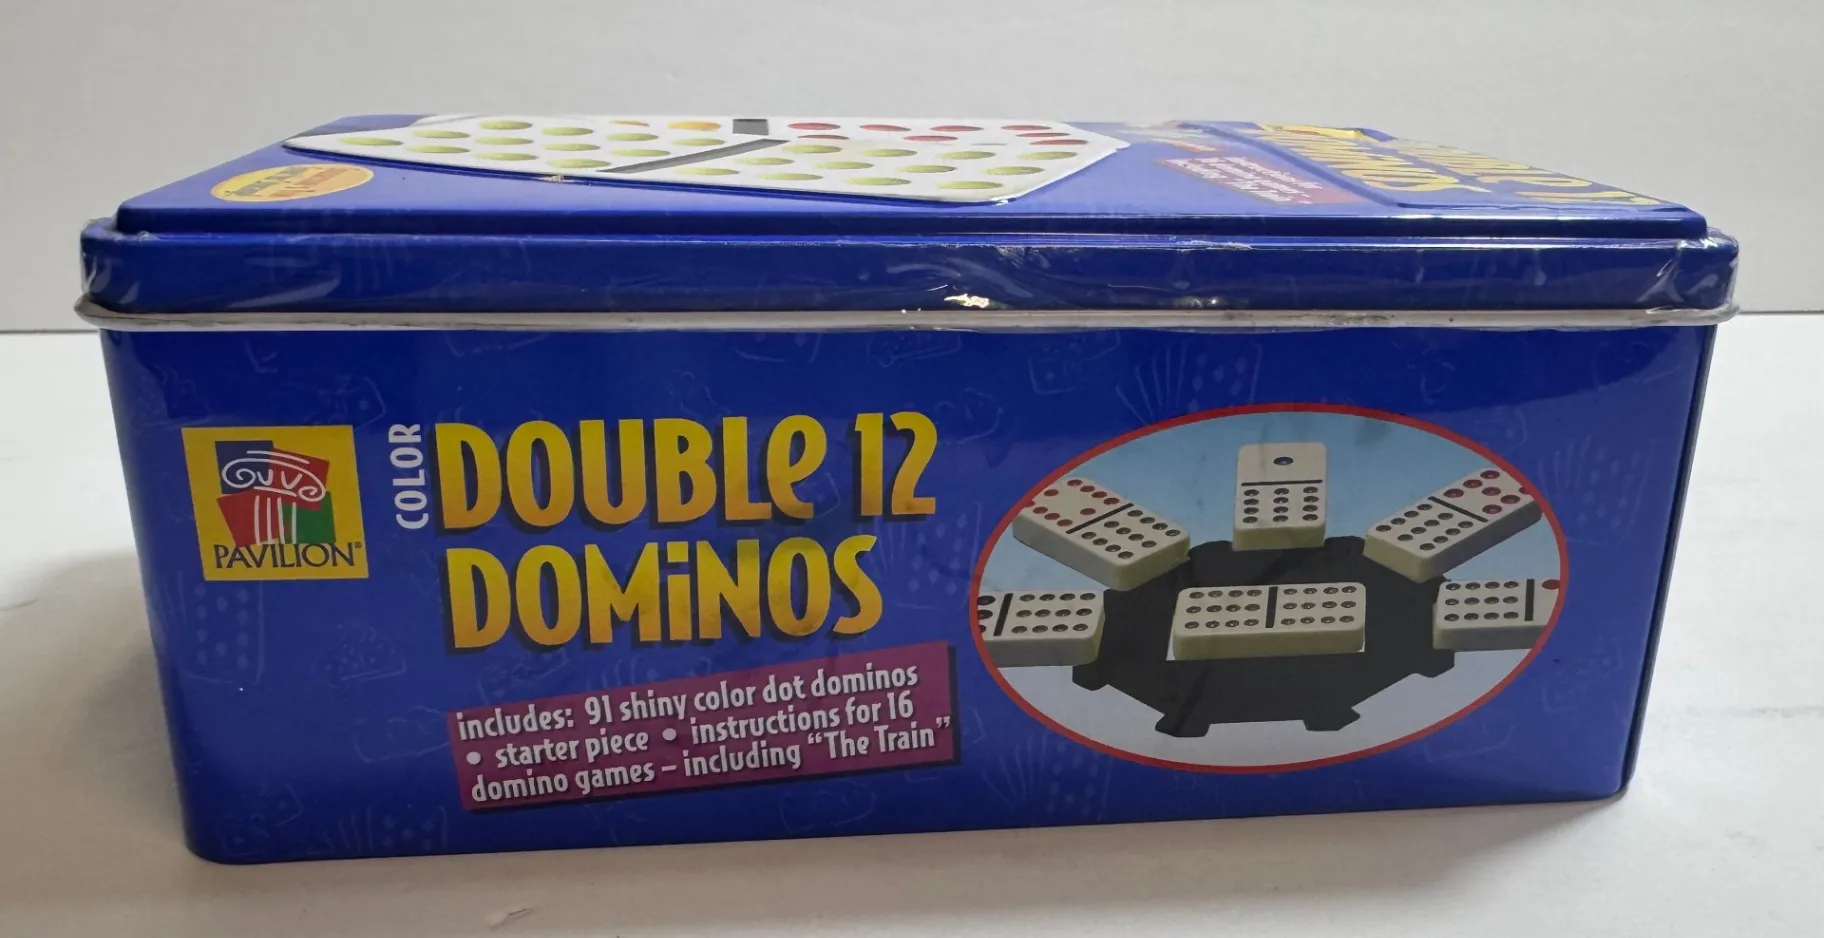 PAVILION®
COLOR
DOUBLE 12
DOMiNOS
includes: 91 shiny color dot dominos
• starter piece • instructions for 16
domino games – including “The Train”